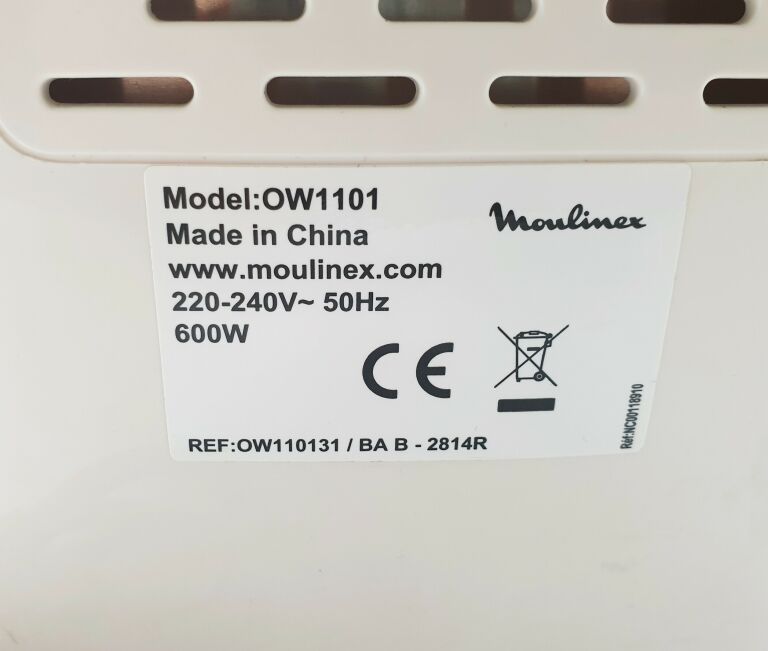 Model:OW1101
Moulinex
Made in China
www.moulinex.com
220-240V~ 50Hz
600W
CE
REF:OW110131 / BA B - 2814R
Réf:NC00118910